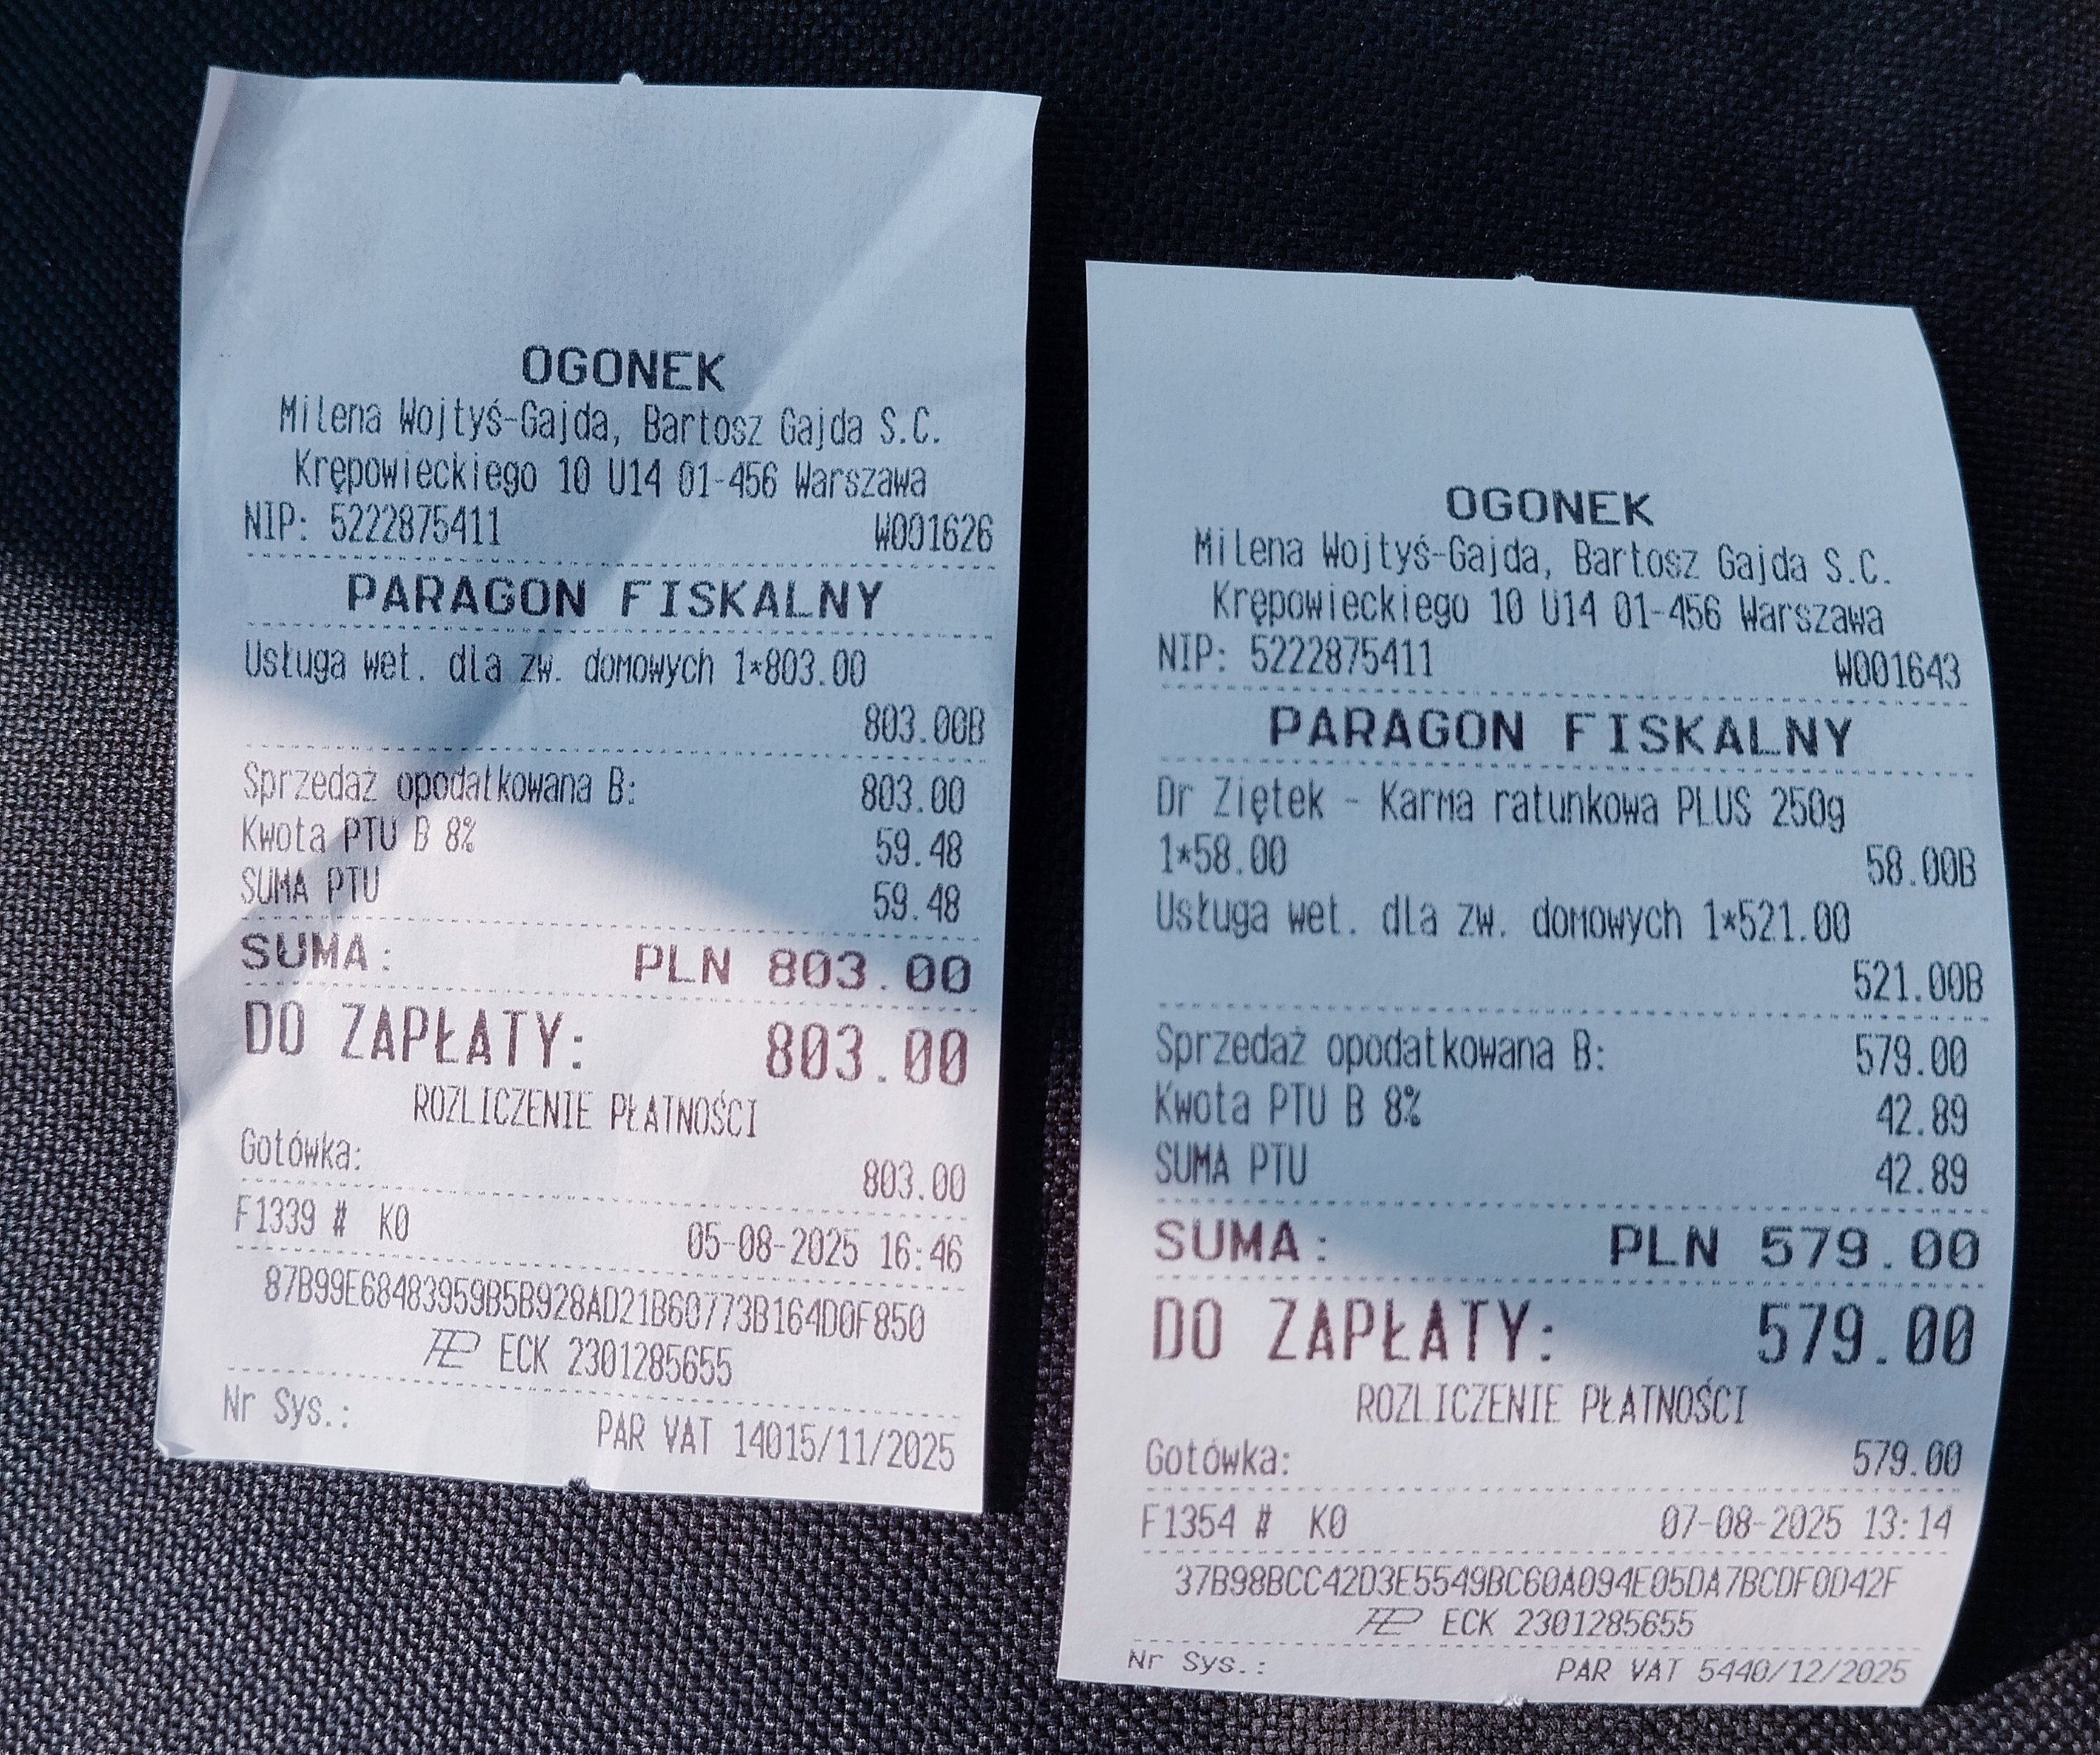 OGONEK
Milena Wojtyś-Gajda, Bartosz Gajda S.C.
Krępowieckiego 10 U14 01-456 Warszawa
NIP: 5222875411 W001626
PARAGON FISKALNY
Usługa wet. dla zw. domowych 1*803.00
803.00B
Sprzedaż opodatkowana B: 803.00
Kwota PTU B 8% 59.48
SUMA PTU 59.48
SUMA: PLN 803.00
DO ZAPŁATY: 803.00
ROZLICZENIE PŁATNOŚCI
Gotówka: 803.00
F1339 # K0 05-08-2025 16:46
87B99E68483959B5B928AD21B60773B164D0F850
ECK 2301285655
Nr Sys.: PAR VAT 14015/11/2025
OGONEK
Milena Wojtyś-Gajda, Bartosz Gajda S.C.
Krępowieckiego 10 U14 01-456 Warszawa
NIP: 5222875411 W001643
PARAGON FISKALNY
Dr Ziętek - Karma ratunkowa PLUS 250g
1*58.00 58.00B
Usługa wet. dla zw. domowych 1*521.00
521.00B
Sprzedaż opodatkowana B: 579.00
Kwota PTU B 8% 42.89
SUMA PTU 42.89
SUMA: PLN 579.00
DO ZAPŁATY: 579.00
ROZLICZENIE PŁATNOŚCI
Gotówka: 579.00
F1354 # K0 07-08-2025 13:14
37B98BCC42D3E5549BC60A094E05DA7BCDF0D42F
ECK 2301285655
Nr Sys.: PAR VAT 5440/12/2025